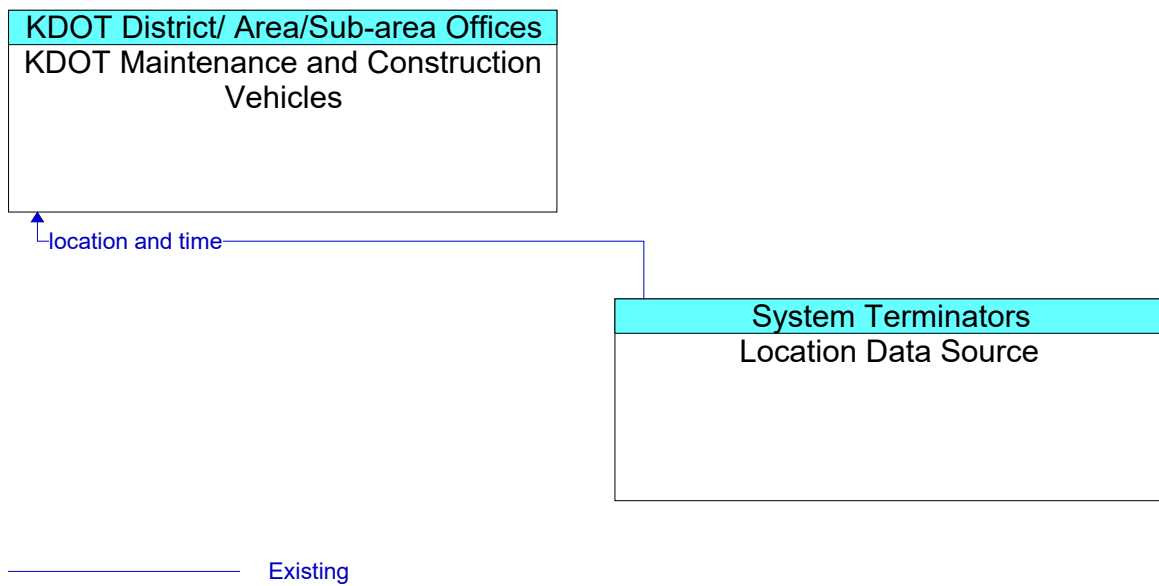 KDOT District/ Area/Sub-area Offices
KDOT Maintenance and Construction
Vehicles
location and time
System Terminators
Location Data Source
Existing